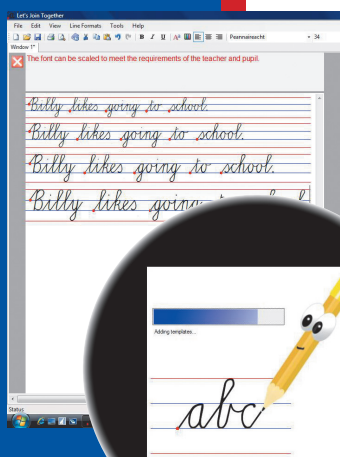 Let's Join Together
File Edit View Line Formats Tools Help
B I U A Peannaireacht 34
Window 1*
The font can be scaled to meet the requirements of the teacher and pupil.
Billy likes going to school.
Billy likes going to school.
Billy likes going to school.
Billy likes going
Adding templates...
abc
Status